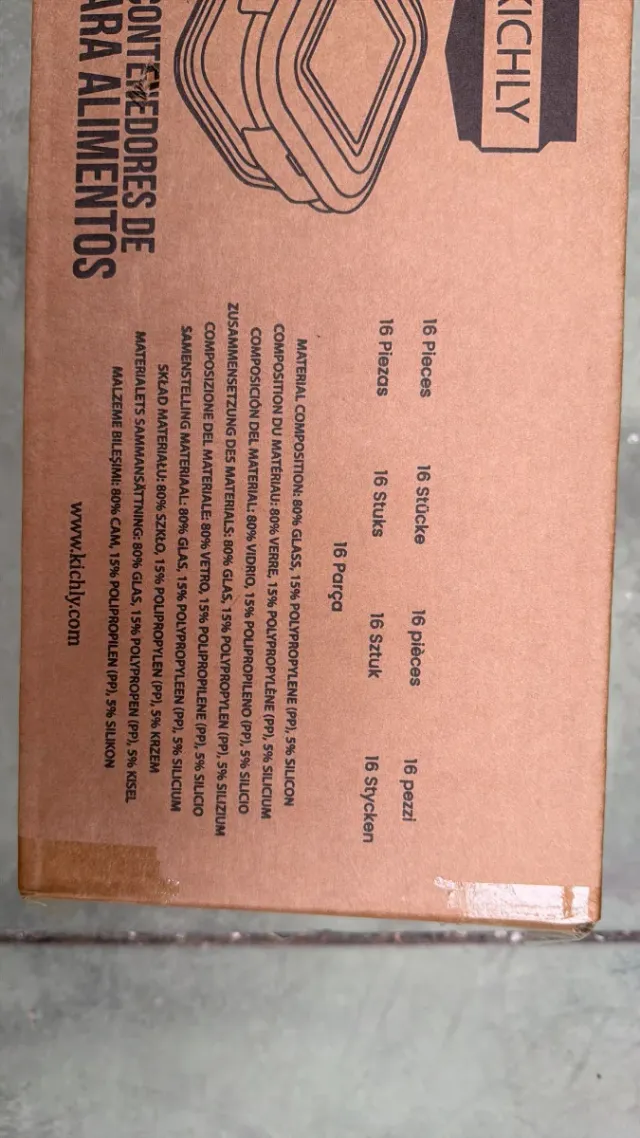 KICHLY
CONTENEDORES DE
ARA ALIMENTOS
16 Pieces 16 Stücke 16 pièces 16 pezzi
16 Piezas 16 Stuks 16 Sztuk 16 Stycken
16 Parça
MATERIAL COMPOSITION: 80% GLASS, 15% POLYPROPYLENE (PP), 5% SILICON
COMPOSITION DU MATÉRIAU: 80% VERRE, 15% POLYPROPYLÈNE (PP), 5% SILICIUM
COMPOSICIÓN DEL MATERIAL: 80% VIDRIO, 15% POLIPROPILENO (PP), 5% SILICIO
ZUSAMMENSETZUNG DES MATERIALS: 80% GLAS, 15% POLYPROPYLEN (PP), 5% SILIZIUM
COMPOSIZIONE DEL MATERIALE: 80% VETRO, 15% POLIPROPILENE (PP), 5% SILICIO
SAMENSTELLING MATERIAAL: 80% GLAS, 15% POLYPROPYLEEN (PP), 5% SILICIUM
SKŁAD MATERIAŁU: 80% SZKŁO, 15% POLIPROPYLEN (PP), 5% KRZEM
MATERIALETS SAMMANSÄTTNING: 80% GLAS, 15% POLYPROPEN (PP), 5% KISEL
MALZEME BILEŞIMI: 80% CAM, 15% POLIPROPILEN (PP), 5% SILIKON
www.kichly.com